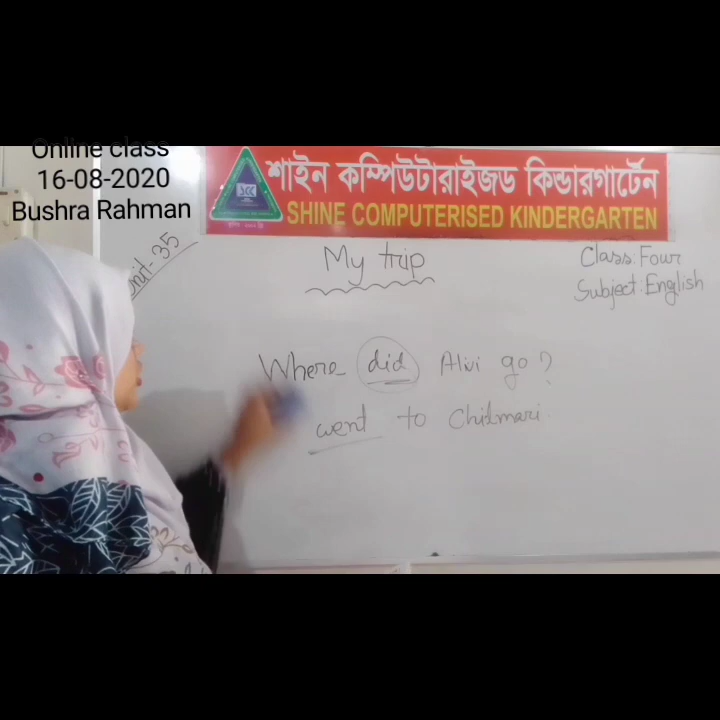 Online class
16-08-2020
Bushra Rahman
শাইন কম্পিউটারাইজড কিন্ডারগার্টেন
SHINE COMPUTERISED KINDERGARTEN
My trip
Class: Four
Subject: English
35
Where did Alvi go?
went to Chilmari.